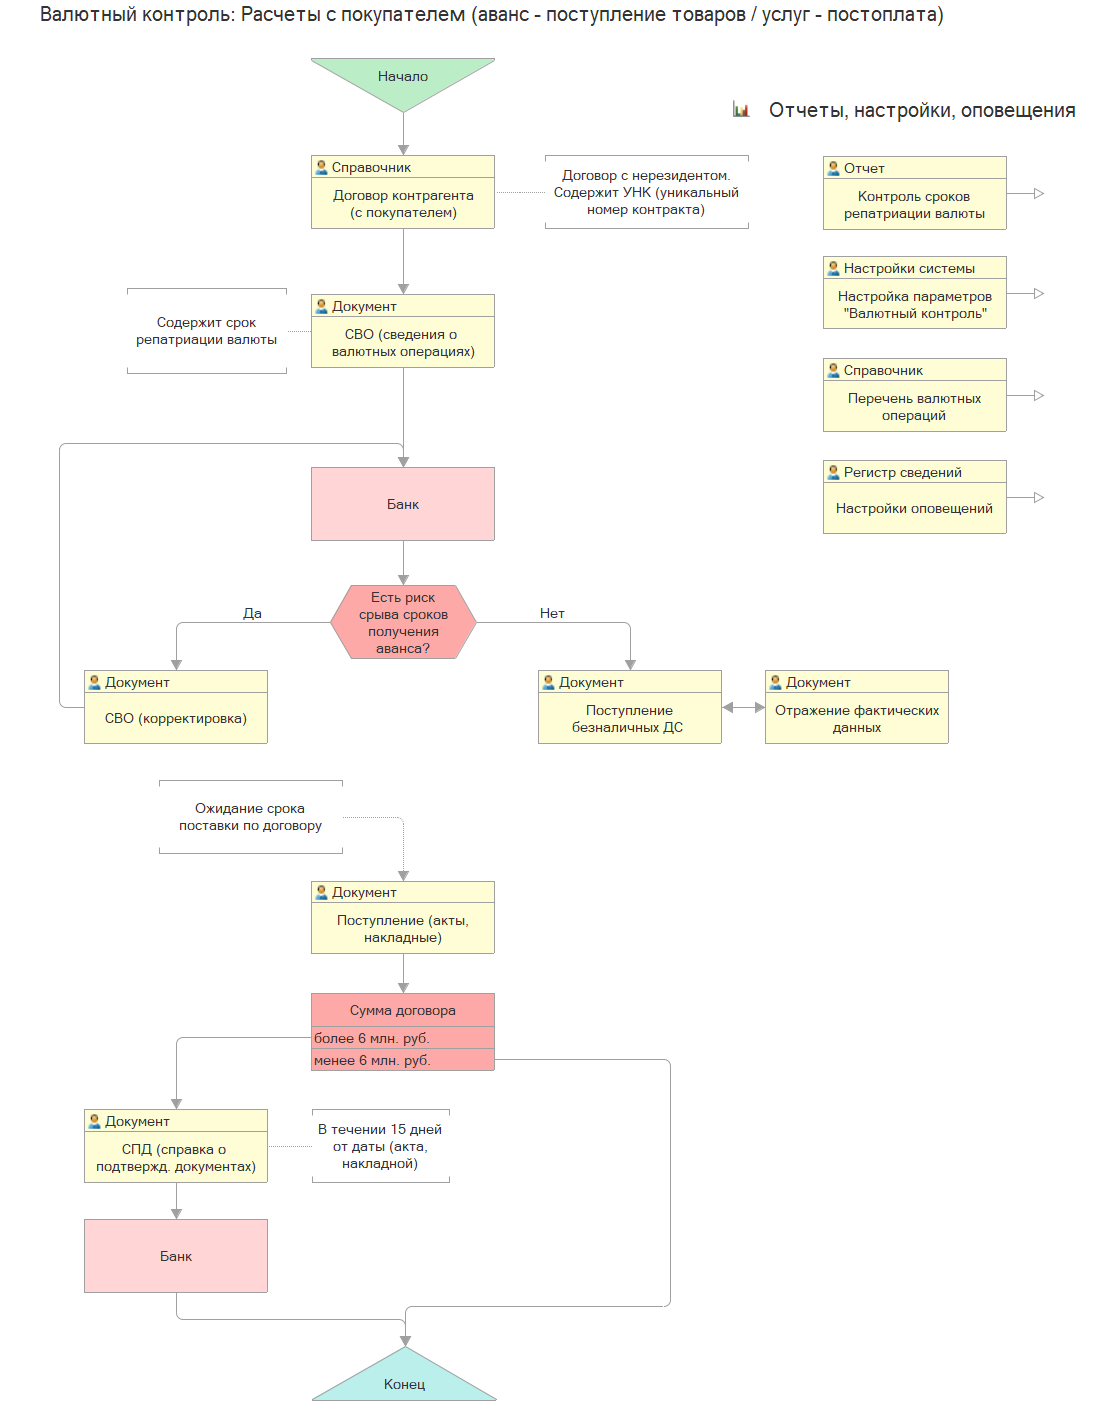 Валютный контроль: Расчеты с покупателем (аванс - поступление товаров / услуг - постоплата)
Начало
Отчеты, настройки, оповещения
Справочник
Договор контрагента
(с покупателем)
Договор с нерезидентом.
Содержит УНК (уникальный
номер контракта)
Отчет
Контроль сроков
репатриации валюты
Настройки системы
Настройка параметров
"Валютный контроль"
Содержит срок
репатриации валюты
Документ
СВО (сведения о
валютных операциях)
Справочник
Перечень валютных
операций
Регистр сведений
Настройки оповещений
Банк
Есть риск
срыва сроков
получения
аванса?
Да
Нет
Документ
СВО (корректировка)
Документ
Поступление
безналичных ДС
Документ
Отражение фактических
данных
Ожидание срока
поставки по договору
Документ
Поступление (акты,
накладные)
Сумма договора
более 6 млн. руб.
менее 6 млн. руб.
Документ
СПД (справка о
подтвержд. документах)
В течении 15 дней
от даты (акта,
накладной)
Банк
Конец